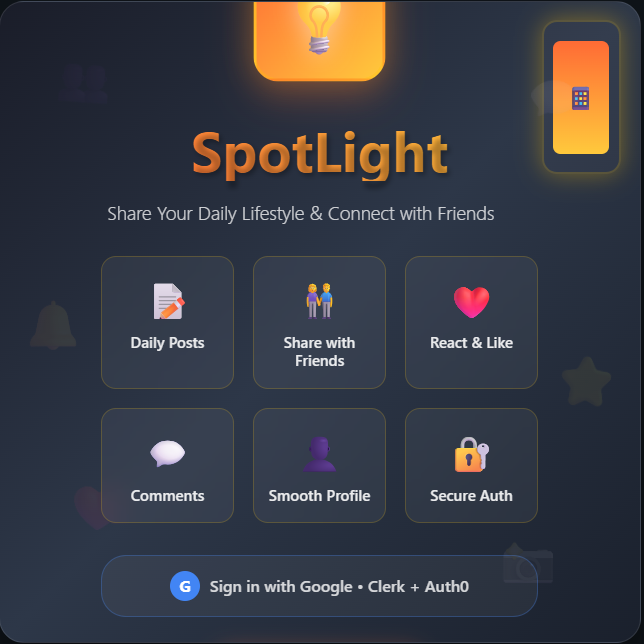 SpotLight
Share Your Daily Lifestyle & Connect with Friends
Daily Posts
Share with
Friends
React & Like
Comments
Smooth Profile
Secure Auth
G Sign in with Google • Clerk + Auth0